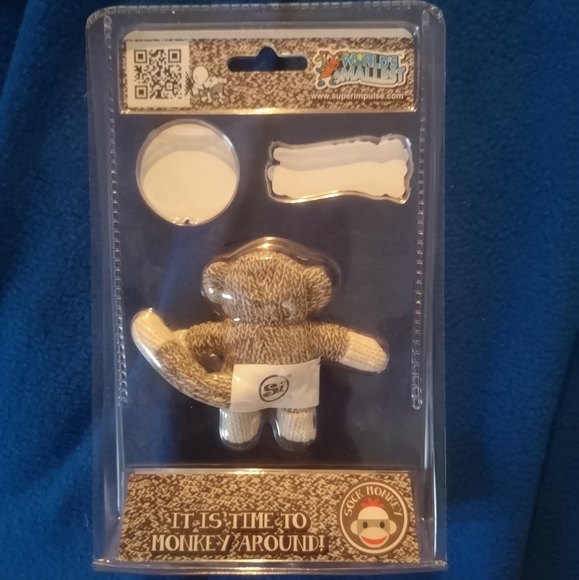 WORLD'S
SMALLEST
www.superimpulse.com
Si
SOCK MONKEY
IT IS TIME TO
MONKEY AROUND!